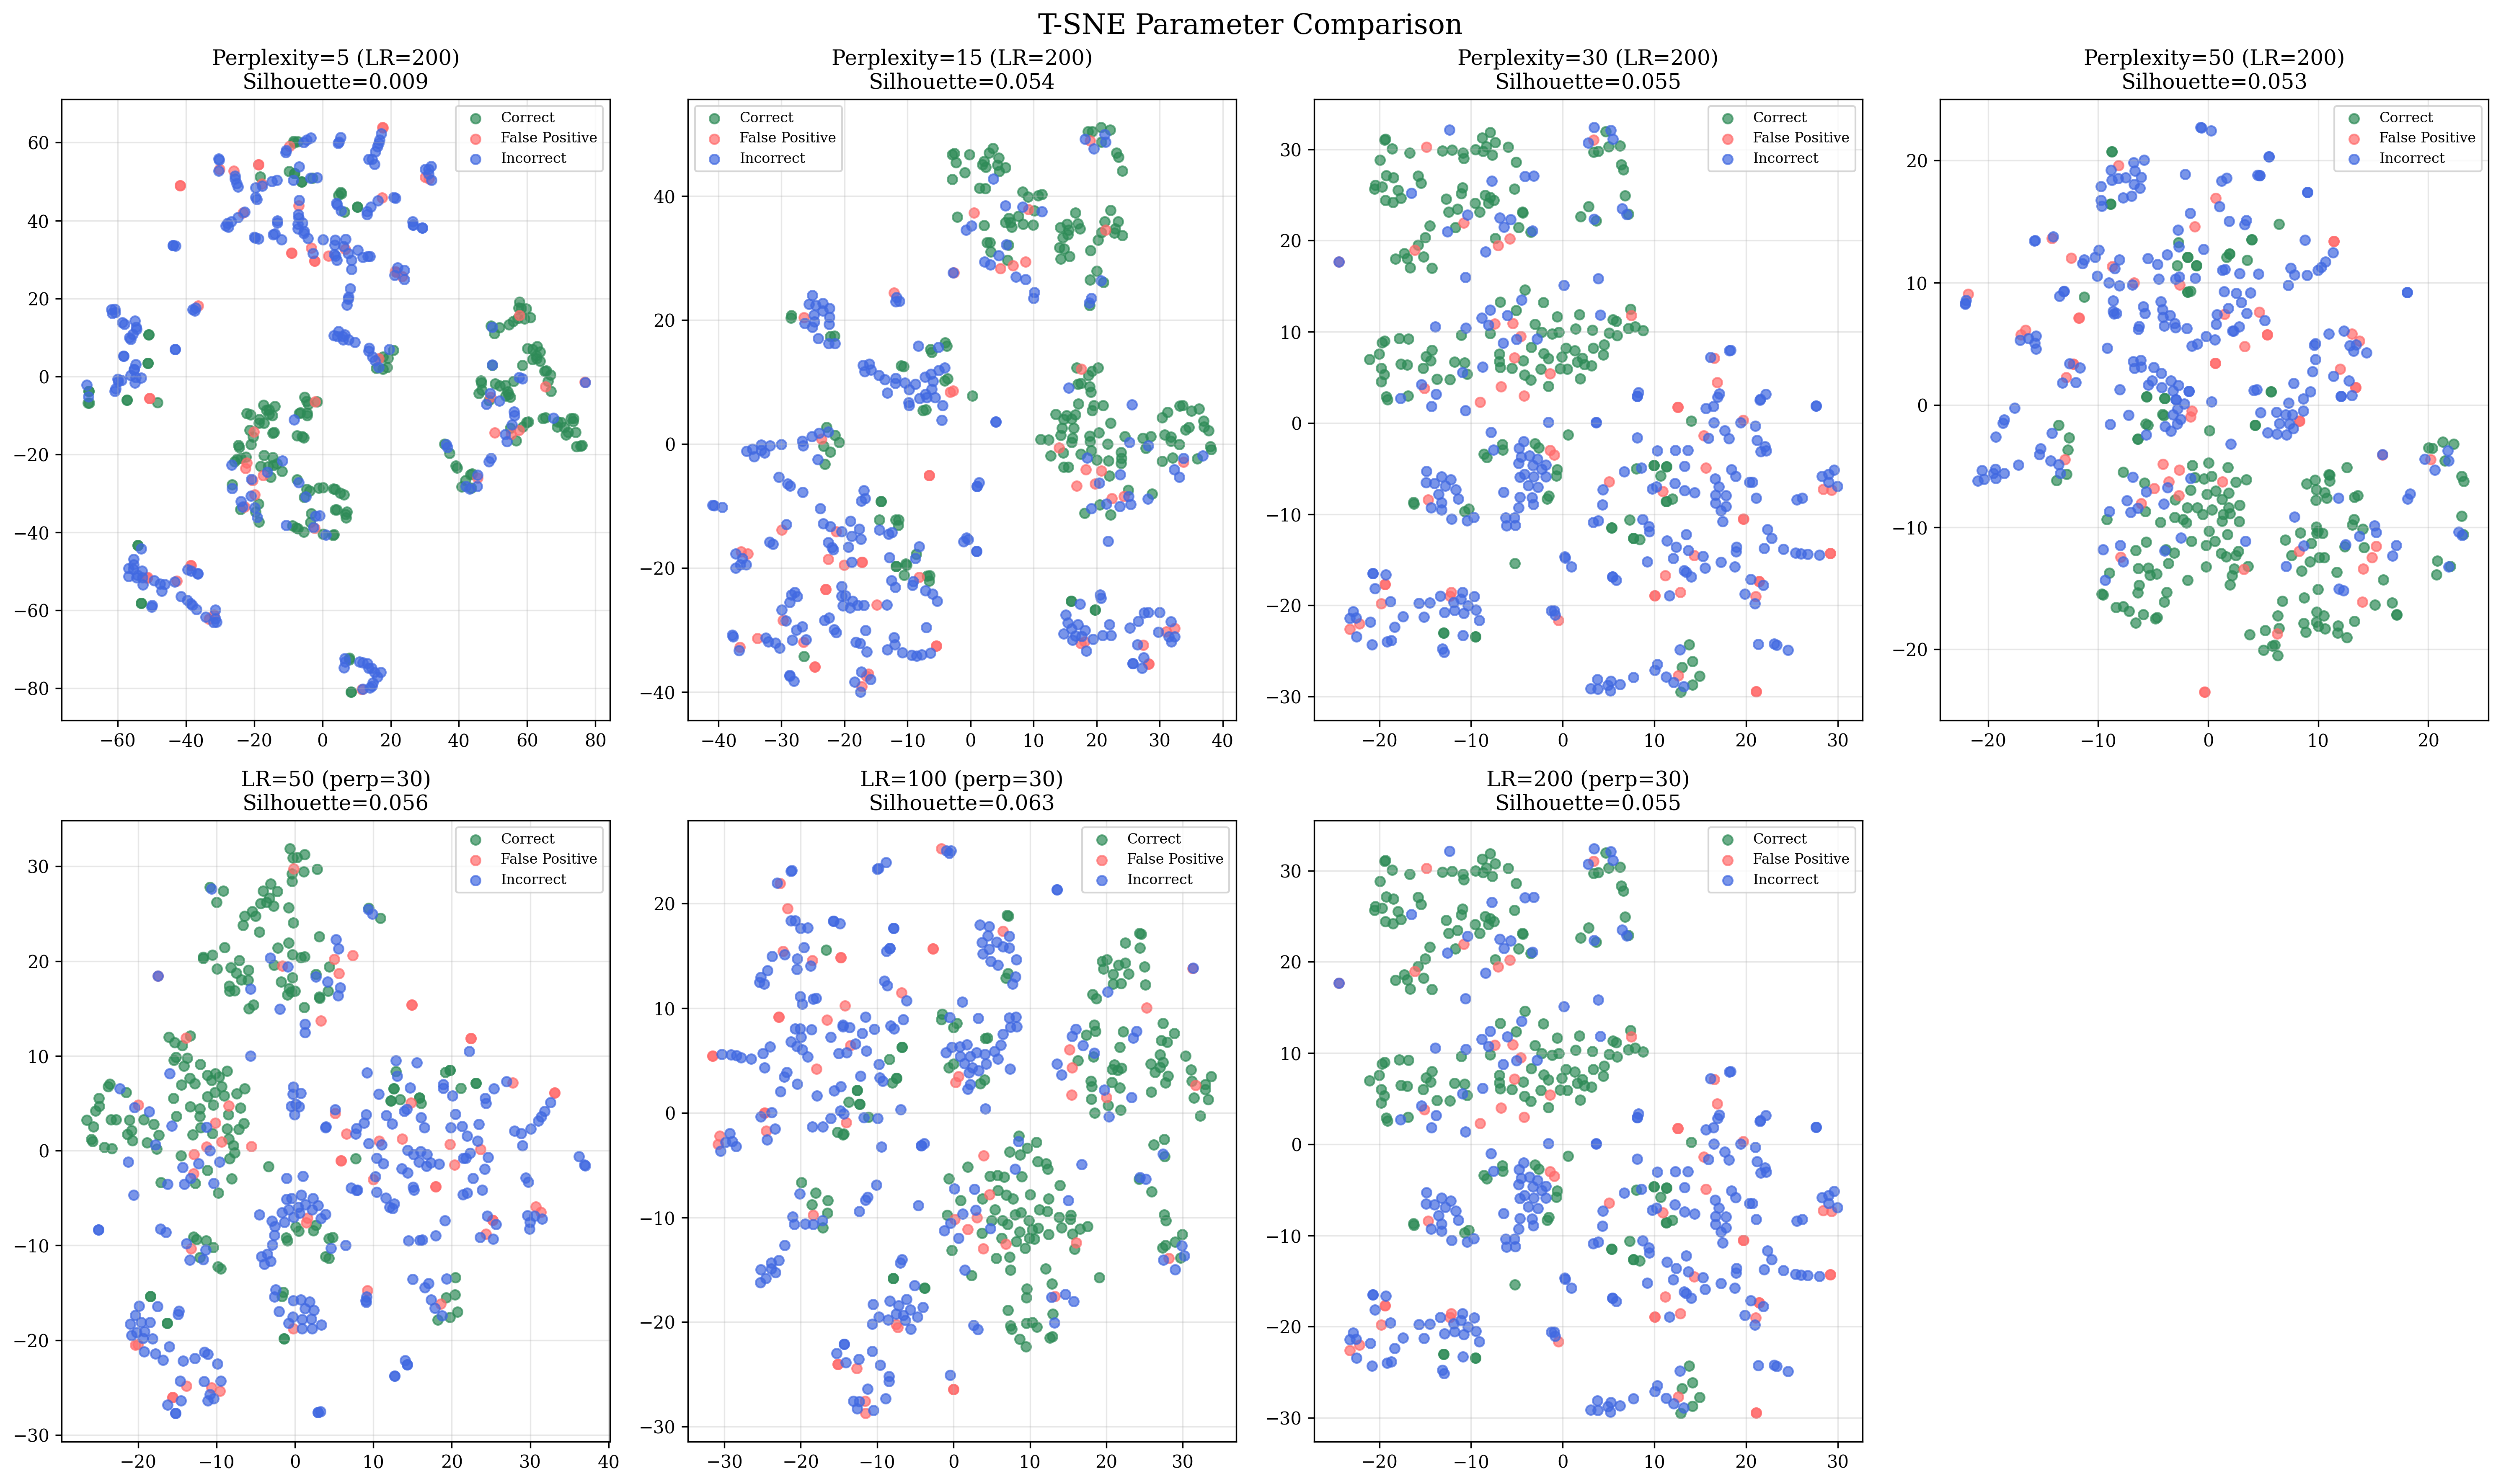 T-SNE Parameter Comparison
Perplexity=5 (LR=200)
Silhouette=0.009
Correct
False Positive
Incorrect
60
40
20
0
−20
−40
−60
−80
−60 −40 −20 0 20 40 60 80
Perplexity=15 (LR=200)
Silhouette=0.054
Correct
False Positive
Incorrect
40
20
0
−20
−40
−40 −30 −20 −10 0 10 20 30 40
Perplexity=30 (LR=200)
Silhouette=0.055
Correct
False Positive
Incorrect
30
20
10
0
−10
−20
−30
−20 −10 0 10 20 30
Perplexity=50 (LR=200)
Silhouette=0.053
Correct
False Positive
Incorrect
20
10
0
−10
−20
−20 −10 0 10 20
LR=50 (perp=30)
Silhouette=0.056
Correct
False Positive
Incorrect
30
20
10
0
−10
−20
−30
−20 −10 0 10 20 30 40
LR=100 (perp=30)
Silhouette=0.063
Correct
False Positive
Incorrect
20
10
0
−10
−20
−30
−30 −20 −10 0 10 20 30
LR=200 (perp=30)
Silhouette=0.055
Correct
False Positive
Incorrect
30
20
10
0
−10
−20
−30
−20 −10 0 10 20 30